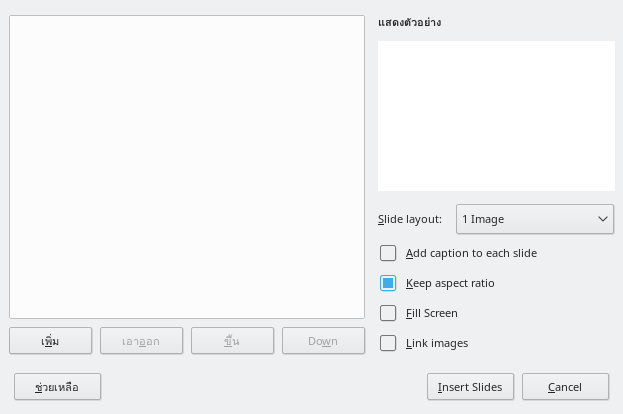 แสดงตัวอย่าง
Slide layout: 1 Image
Add caption to each slide
Keep aspect ratio
Fill Screen
Link images
เพิ่ม เอาออก ขึ้น Down
ช่วยเหลือ Insert Slides Cancel